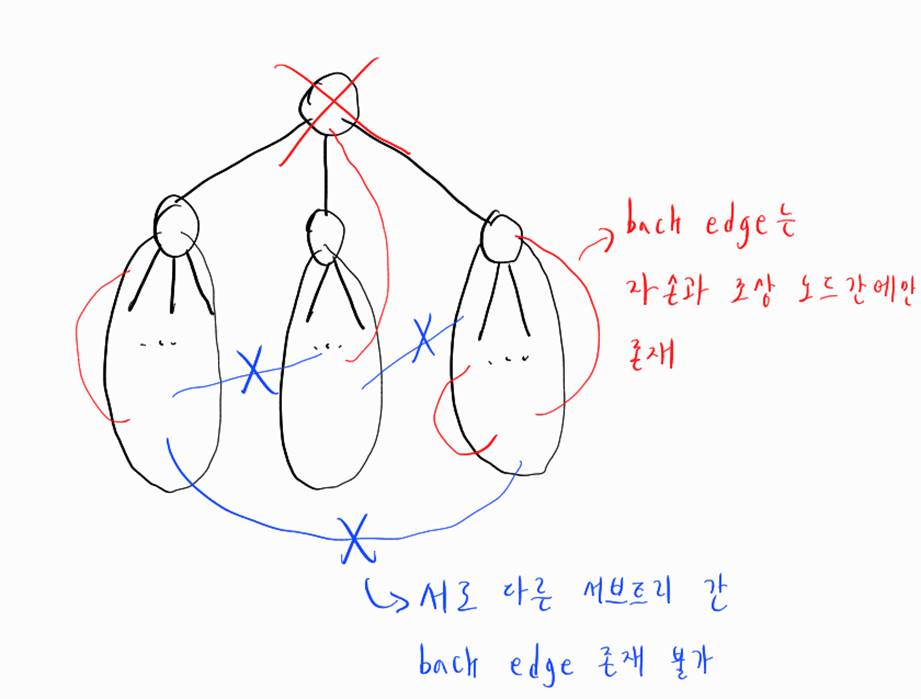 back edge는
자손과 조상 노드간에만
존재
서로 다른 서브트리 간
back edge 존재 불가